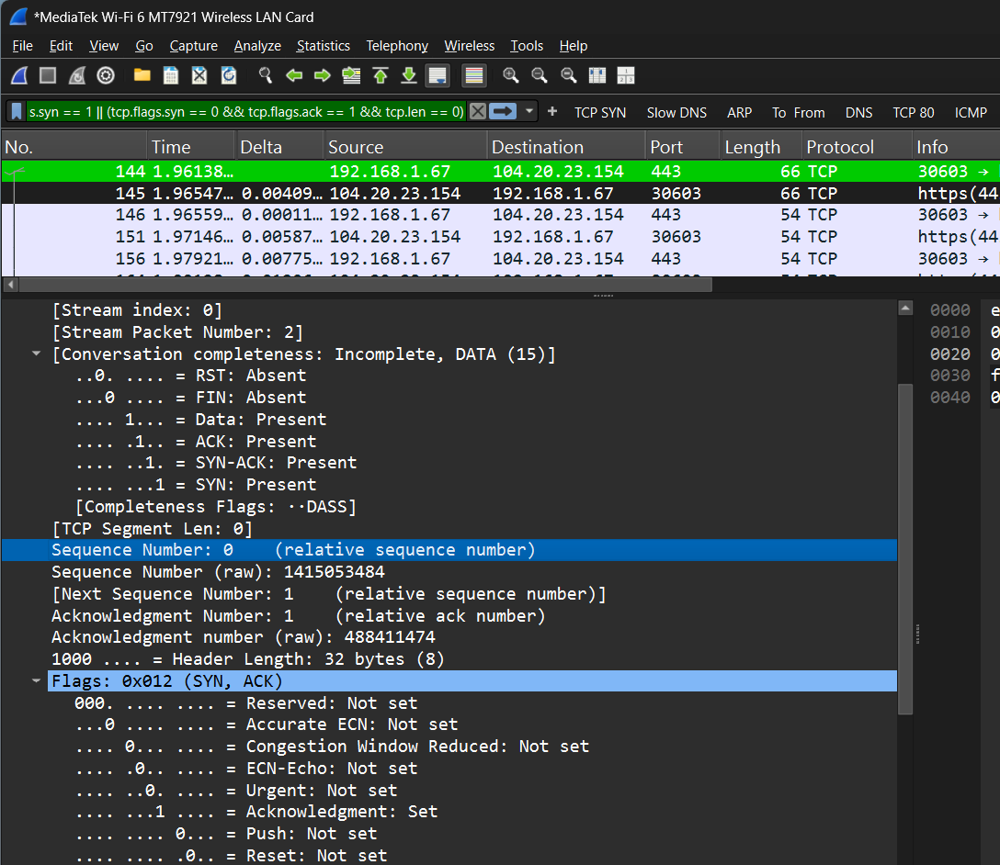 *MediaTek Wi-Fi 6 MT7921 Wireless LAN Card
File Edit View Go Capture Analyze Statistics Telephony Wireless Tools Help
s.syn == 1 || (tcp.flags.syn == 0 && tcp.flags.ack == 1 && tcp.len == 0) + TCP SYN Slow DNS ARP To From DNS TCP 80 ICMP
No. Time Delta Source Destination Port Length Protocol Info
144 1.96138… 192.168.1.67 104.20.23.154 443 66 TCP 30603 →
145 1.96547… 0.00409… 104.20.23.154 192.168.1.67 30603 66 TCP https(44
146 1.96559… 0.00011… 192.168.1.67 104.20.23.154 443 54 TCP 30603 →
151 1.97146… 0.00587… 104.20.23.154 192.168.1.67 30603 54 TCP https(44
156 1.97921… 0.00775… 192.168.1.67 104.20.23.154 443 54 TCP 30603 →
[Stream index: 0]
[Stream Packet Number: 2]
[Conversation completeness: Incomplete, DATA (15)]
..0. .... = RST: Absent
...0 .... = FIN: Absent
.... 1... = Data: Present
.... .1.. = ACK: Present
.... ..1. = SYN-ACK: Present
.... ...1 = SYN: Present
[Completeness Flags: ··DASS]
[TCP Segment Len: 0]
Sequence Number: 0    (relative sequence number)
Sequence Number (raw): 1415053484
[Next Sequence Number: 1    (relative sequence number)]
Acknowledgment Number: 1    (relative ack number)
Acknowledgment number (raw): 488411474
1000 .... = Header Length: 32 bytes (8)
Flags: 0x012 (SYN, ACK)
000. .... .... = Reserved: Not set
...0 .... .... = Accurate ECN: Not set
.... 0... .... = Congestion Window Reduced: Not set
.... .0.. .... = ECN-Echo: Not set
.... ..0. .... = Urgent: Not set
.... ...1 .... = Acknowledgment: Set
.... .... 0... = Push: Not set
.... .... .0.. = Reset: Not set
0000 e
0010 0
0020 0
0030 f
0040 0